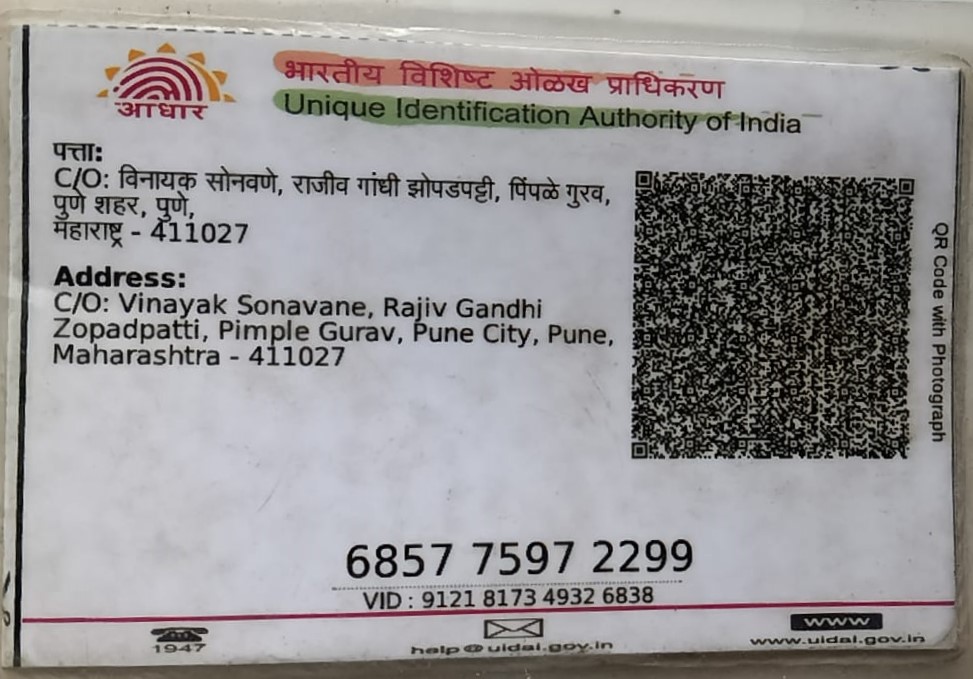 आधार
भारतीय विशिष्ट ओळख प्राधिकरण
Unique Identification Authority of India
पत्ता:
C/O: विनायक सोनवणे, राजीव गांधी झोपडपट्टी, पिंपळे गुरव,
पुणे शहर, पुणे,
महाराष्ट्र - 411027
Address:
C/O: Vinayak Sonavane, Rajiv Gandhi
Zopadpatti, Pimple Gurav, Pune City, Pune,
Maharashtra - 411027
QR Code with Photograph
6857 7597 2299
VID : 9121 8173 4932 6838
1947
help@uidai.gov.in
www
www.uidai.gov.in